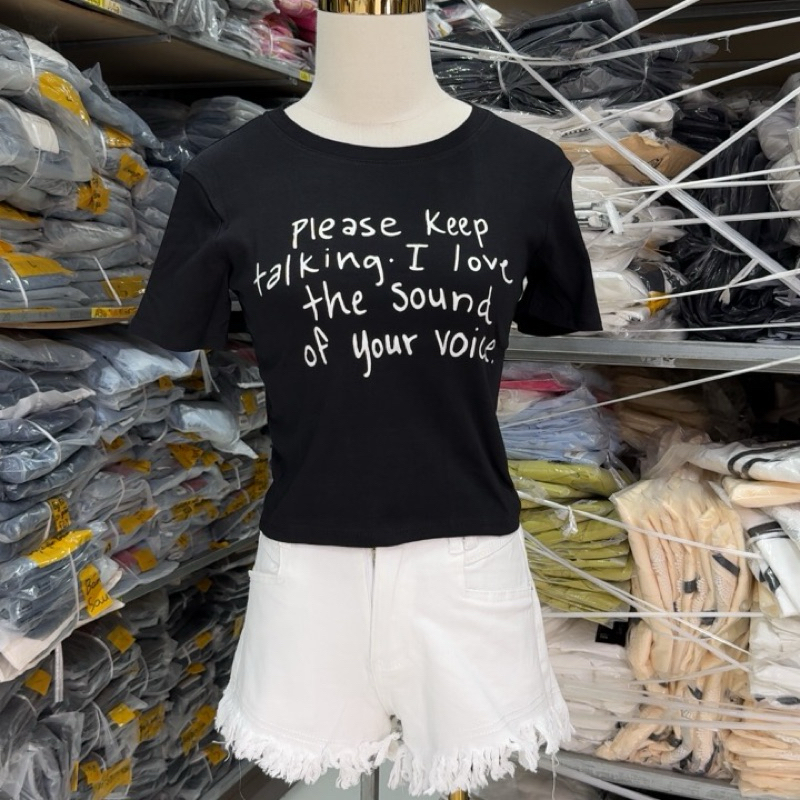 Please Keep
talking. I love
the Sound
of your voice.